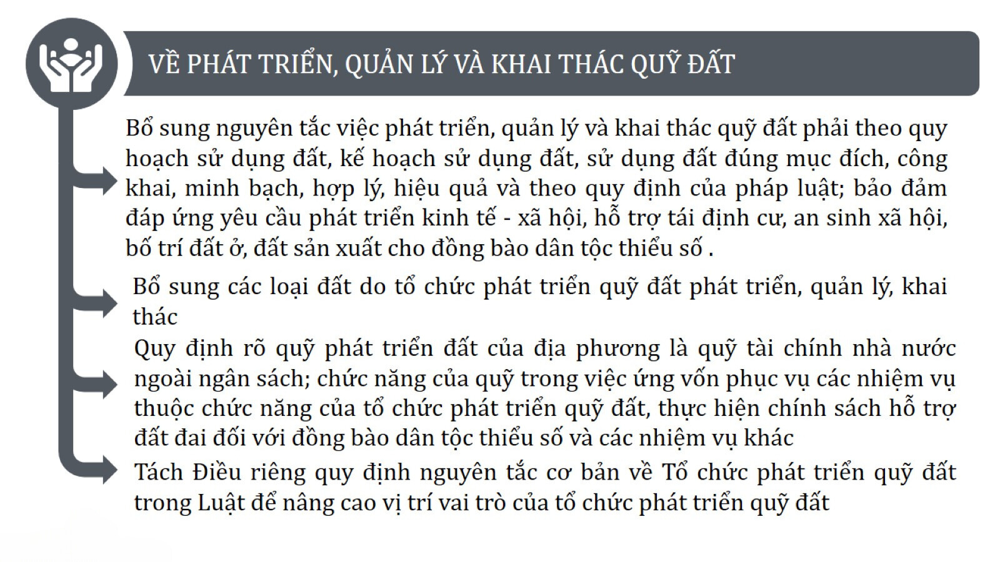 VỀ PHÁT TRIỂN, QUẢN LÝ VÀ KHAI THÁC QUỸ ĐẤT
Bổ sung nguyên tắc việc phát triển, quản lý và khai thác quỹ đất phải theo quy
hoạch sử dụng đất, kế hoạch sử dụng đất, sử dụng đất đúng mục đích, công
khai, minh bạch, hợp lý, hiệu quả và theo quy định của pháp luật; bảo đảm
đáp ứng yêu cầu phát triển kinh tế - xã hội, hỗ trợ tái định cư, an sinh xã hội,
bố trí đất ở, đất sản xuất cho đồng bào dân tộc thiểu số .
Bổ sung các loại đất do tổ chức phát triển quỹ đất phát triển, quản lý, khai
thác
Quy định rõ quỹ phát triển đất của địa phương là quỹ tài chính nhà nước
ngoài ngân sách; chức năng của quỹ trong việc ứng vốn phục vụ các nhiệm vụ
thuộc chức năng của tổ chức phát triển quỹ đất, thực hiện chính sách hỗ trợ
đất đai đối với đồng bào dân tộc thiểu số và các nhiệm vụ khác
Tách Điều riêng quy định nguyên tắc cơ bản về Tổ chức phát triển quỹ đất
trong Luật để nâng cao vị trí vai trò của tổ chức phát triển quỹ đất